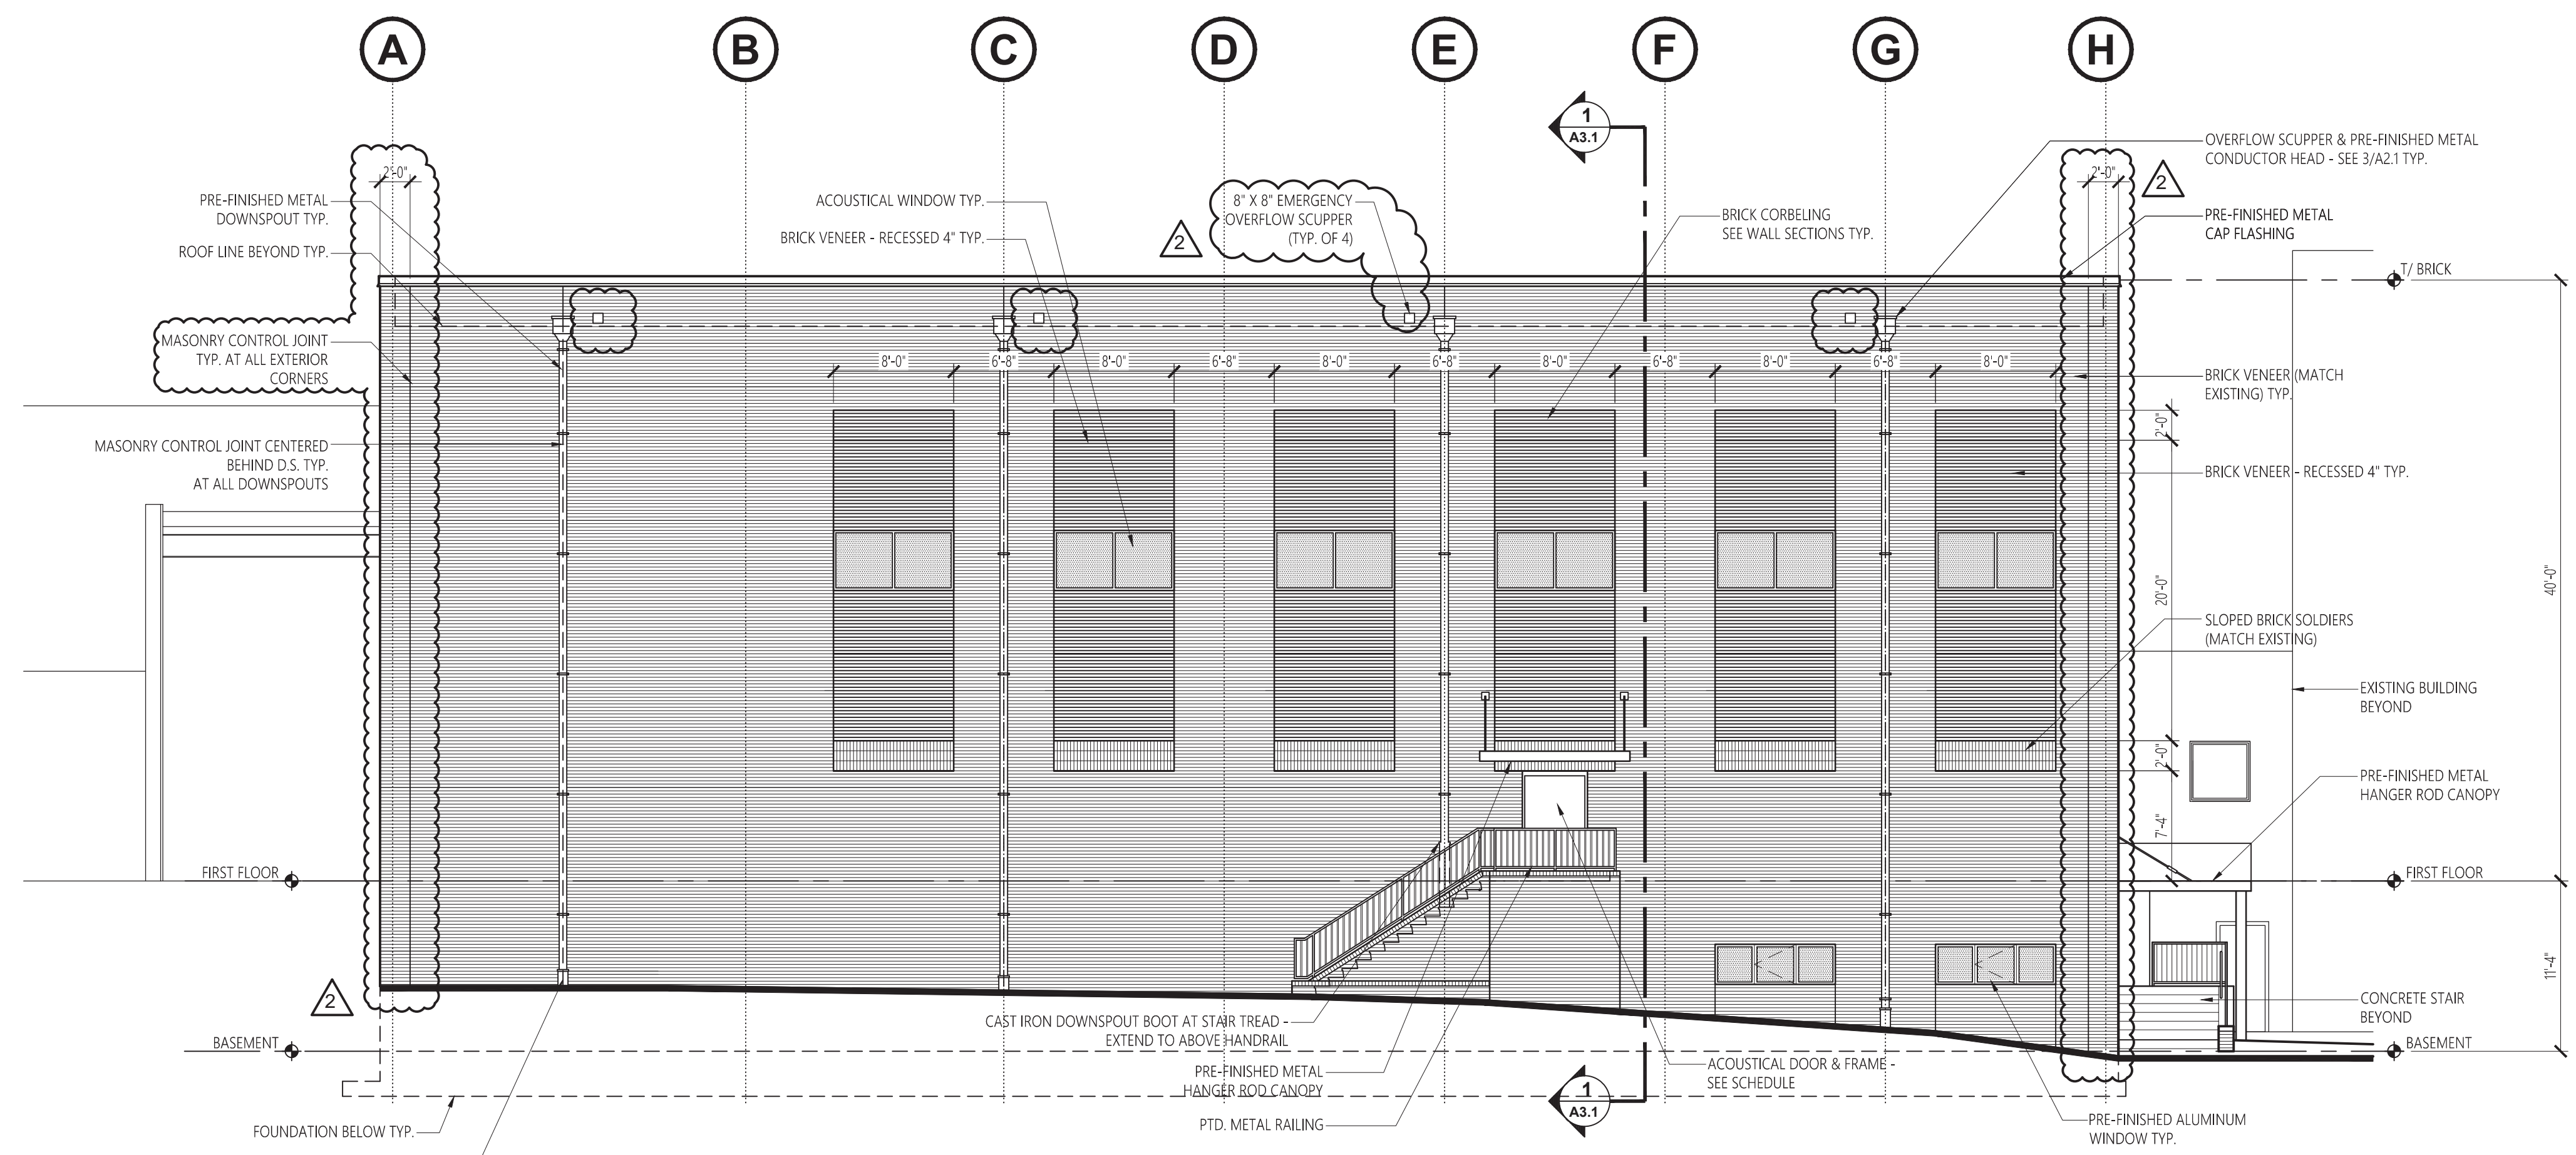 A B C D E F G H
1
A3.1
OVERFLOW SCUPPER & PRE-FINISHED METAL
CONDUCTOR HEAD - SEE 3/A2.1 TYP.
2'-0"
2'-0"
2
PRE-FINISHED METAL
DOWNSPOUT TYP.
ACOUSTICAL WINDOW TYP.
8" X 8" EMERGENCY
OVERFLOW SCUPPER
(TYP. OF 4)
2
BRICK CORBELING
SEE WALL SECTIONS TYP.
PRE-FINISHED METAL
CAP FLASHING
BRICK VENEER - RECESSED 4" TYP.
ROOF LINE BEYOND TYP.
T/ BRICK
MASONRY CONTROL JOINT
TYP. AT ALL EXTERIOR
CORNERS
8'-0" 6'-8" 8'-0" 6'-8" 8'-0" 6'-8" 8'-0" 6'-8" 8'-0" 6'-8" 8'-0"
BRICK VENEER (MATCH
EXISTING) TYP.
2'-0"
MASONRY CONTROL JOINT CENTERED
BEHIND D.S. TYP.
AT ALL DOWNSPOUTS
BRICK VENEER - RECESSED 4" TYP.
20'-0"
40'-0"
SLOPED BRICK SOLDIERS
(MATCH EXISTING)
EXISTING BUILDING
BEYOND
2'-0"
PRE-FINISHED METAL
HANGER ROD CANOPY
7'-4"
FIRST FLOOR
FIRST FLOOR
11'-4"
2
CONCRETE STAIR
BEYOND
CAST IRON DOWNSPOUT BOOT AT STAIR TREAD -
EXTEND TO ABOVE HANDRAIL
BASEMENT
BASEMENT
PRE-FINISHED METAL
HANGER ROD CANOPY
ACOUSTICAL DOOR & FRAME -
SEE SCHEDULE
1
A3.1
PTD. METAL RAILING
PRE-FINISHED ALUMINUM
WINDOW TYP.
FOUNDATION BELOW TYP.